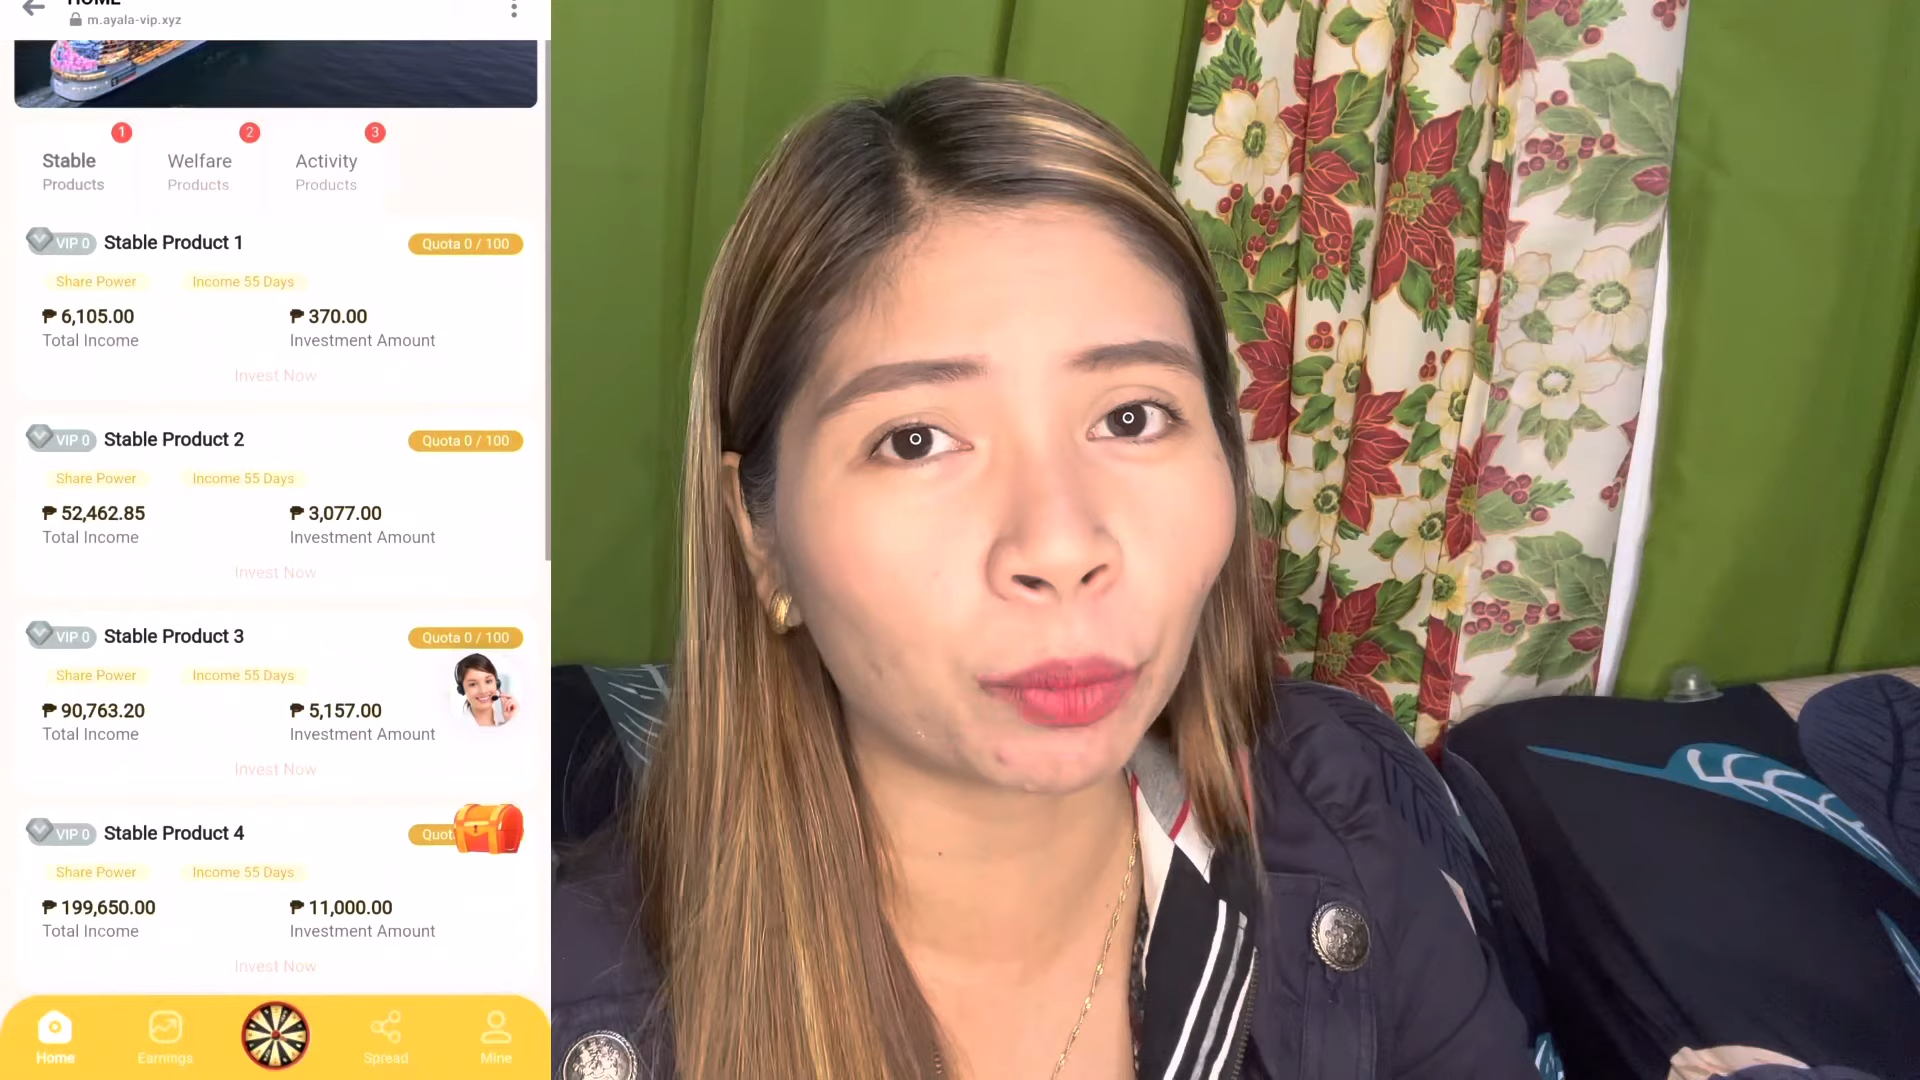 HOME
m.ayala-vip.xyz
1
2
3
Stable
Welfare
Activity
Products
Products
Products
VIP 0
Stable Product 1
Quota 0 / 100
Share Power
Income 55 Days
₱ 6,105.00
₱ 370.00
Total Income
Investment Amount
Invest Now
VIP 0
Stable Product 2
Quota 0 / 100
Share Power
Income 55 Days
₱ 52,462.85
₱ 3,077.00
Total Income
Investment Amount
Invest Now
VIP 0
Stable Product 3
Quota 0 / 100
Share Power
Income 55 Days
₱ 90,763.20
₱ 5,157.00
Total Income
Investment Amount
Invest Now
VIP 0
Stable Product 4
Quot
Share Power
Income 55 Days
₱ 199,650.00
₱ 11,000.00
Total Income
Investment Amount
Invest Now
Home
Earnings
Spread
Mine